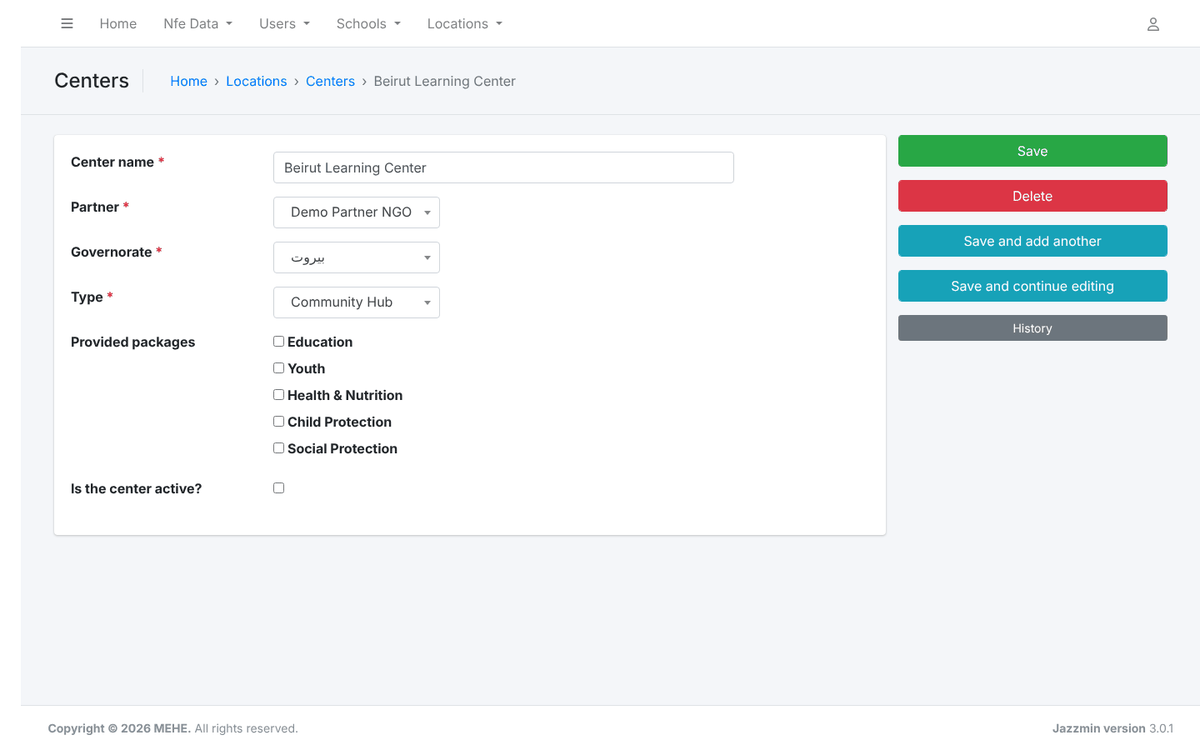 Home Nfe Data Users Schools Locations
Centers Home › Locations › Centers › Beirut Learning Center
Center name * Beirut Learning Center
Partner * Demo Partner NGO
Governorate * بيروت
Type * Community Hub
Provided packages Education
Youth
Health & Nutrition
Child Protection
Social Protection
Is the center active?
Save
Delete
Save and add another
Save and continue editing
History
Copyright © 2026 MEHE. All rights reserved. Jazzmin version 3.0.1